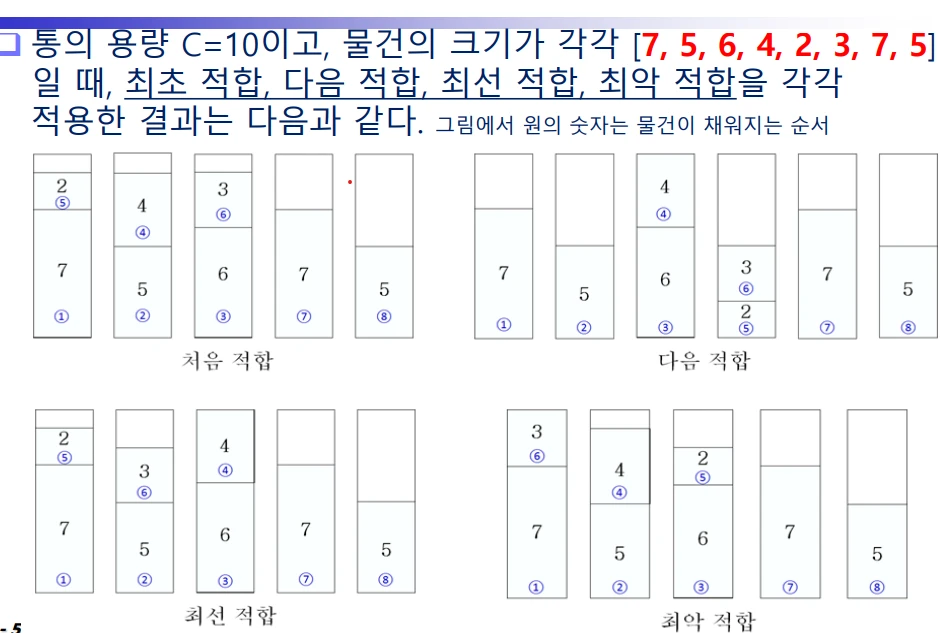 통의 용량 C=10이고, 물건의 크기가 각각 [7, 5, 6, 4, 2, 3, 7, 5]
일 때, 최초 적합, 다음 적합, 최선 적합, 최악 적합을 각각
적용한 결과는 다음과 같다. 그림에서 원의 숫자는 물건이 채워지는 순서
2 ⑤ 7 ①
4 ④ 5 ②
3 ⑥ 6 ③
7 ⑦
5 ⑧
처음 적합
7 ①
5 ②
4 ④ 6 ③
3 ⑥ 2 ⑤
7 ⑦
5 ⑧
다음 적합
2 ⑤ 7 ①
3 ⑥ 5 ②
4 ④ 6 ③
7 ⑦
5 ⑧
최선 적합
3 ⑥ 7 ①
4 ④ 5 ②
2 ⑤ 6 ③
7 ⑦
5 ⑧
최악 적합
- 5